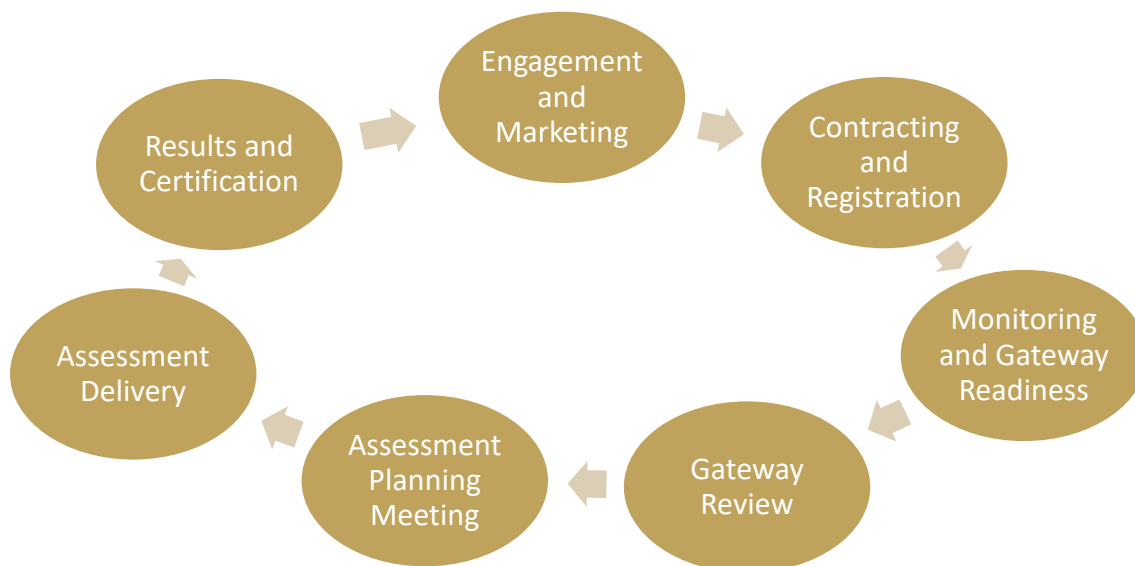 Engagement
and
Marketing
Contracting
and
Registration
Monitoring
and Gateway
Readiness
Gateway
Review
Assessment
Planning
Meeting
Assessment
Delivery
Results and
Certification